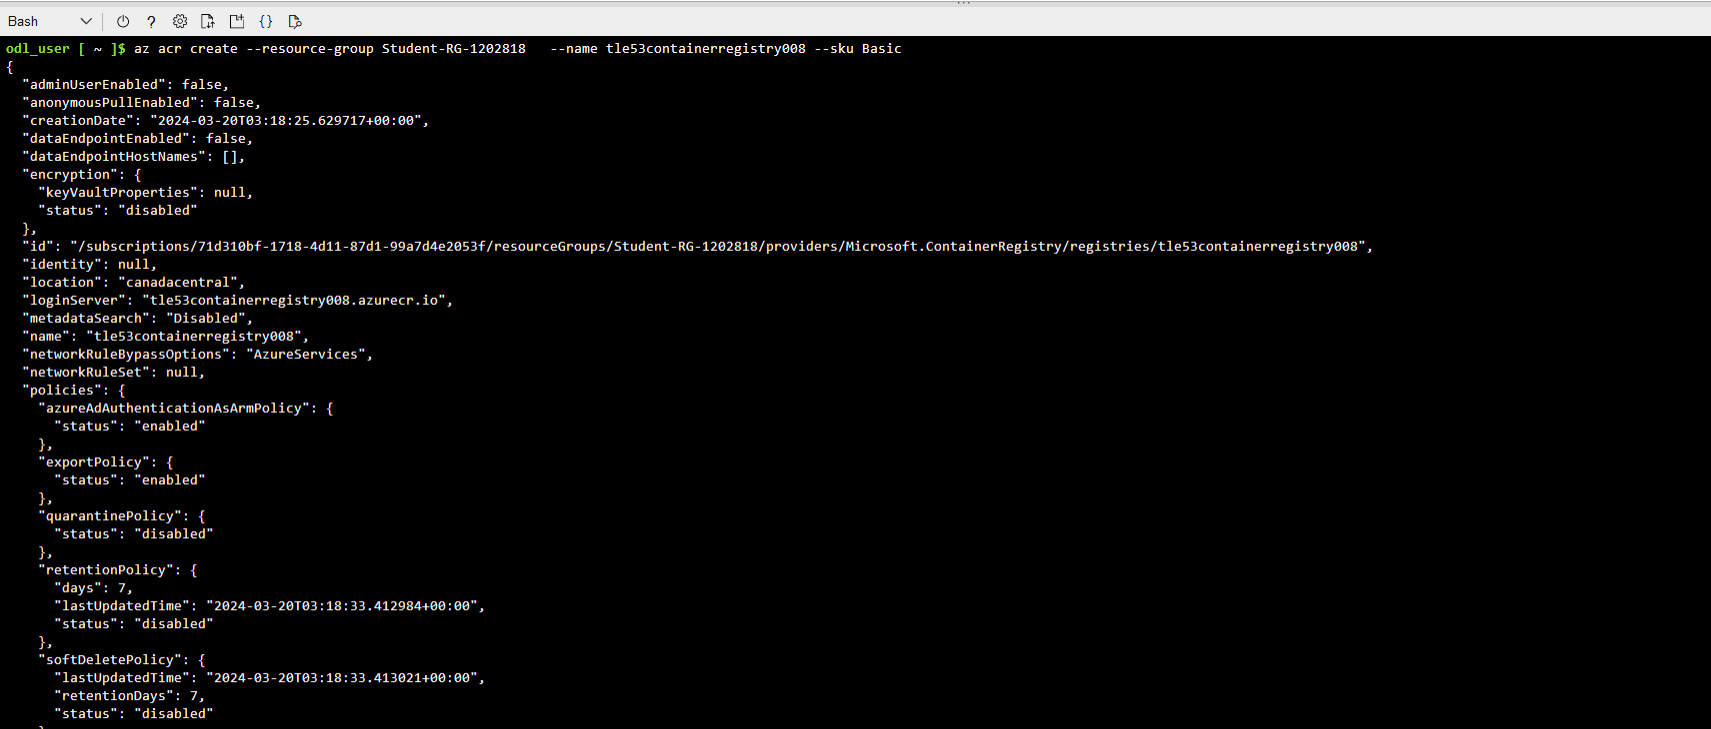 Bash
odl_user [ ~ ]$ az acr create --resource-group Student-RG-1202818   --name tle53containerregistry008 --sku Basic
{
  "adminUserEnabled": false,
  "anonymousPullEnabled": false,
  "creationDate": "2024-03-20T03:18:25.629717+00:00",
  "dataEndpointEnabled": false,
  "dataEndpointHostNames": [],
  "encryption": {
    "keyVaultProperties": null,
    "status": "disabled"
  },
  "id": "/subscriptions/71d310bf-1718-4d11-87d1-99a7d4e2053f/resourceGroups/Student-RG-1202818/providers/Microsoft.ContainerRegistry/registries/tle53containerregistry008",
  "identity": null,
  "location": "canadacentral",
  "loginServer": "tle53containerregistry008.azurecr.io",
  "metadataSearch": "Disabled",
  "name": "tle53containerregistry008",
  "networkRuleBypassOptions": "AzureServices",
  "networkRuleSet": null,
  "policies": {
    "azureAdAuthenticationAsArmPolicy": {
      "status": "enabled"
    },
    "exportPolicy": {
      "status": "enabled"
    },
    "quarantinePolicy": {
      "status": "disabled"
    },
    "retentionPolicy": {
      "days": 7,
      "lastUpdatedTime": "2024-03-20T03:18:33.412984+00:00",
      "status": "disabled"
    },
    "softDeletePolicy": {
      "lastUpdatedTime": "2024-03-20T03:18:33.413021+00:00",
      "retentionDays": 7,
      "status": "disabled"